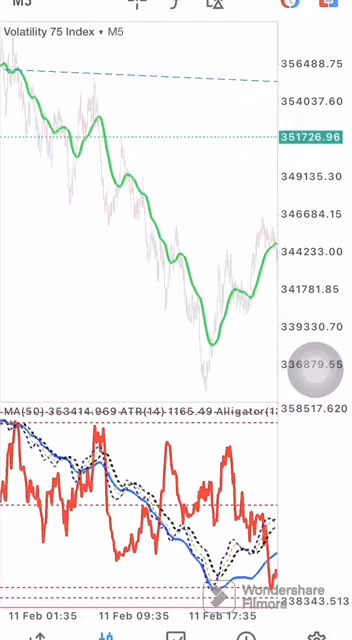 M5
Volatility 75 Index ▾ M5
356488.75
354037.60
351726.96
349135.30
346684.15
344233.00
341781.85
339330.70
336879.55
MA(50) 353414.969 ATR(14) 1165.49 Alligator(1
358517.620
Wondershare
Filmora
338343.513
11 Feb 01:35 11 Feb 09:35 11 Feb 17:35